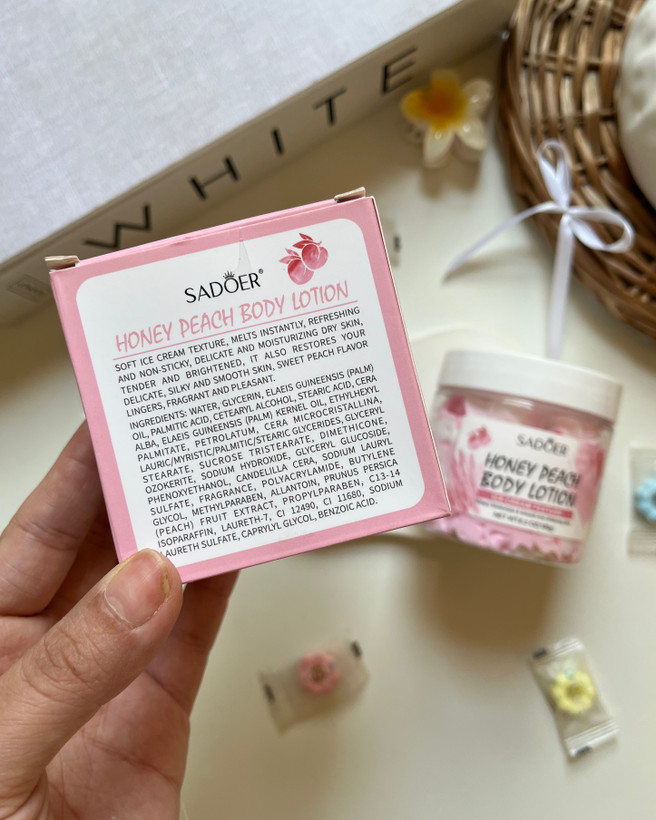 WHITE
SADOER®
HONEY PEACH BODY LOTION
SOFT ICE CREAM TEXTURE, MELTS INSTANTLY, REFRESHING
AND NON-STICKY, DELICATE AND MOISTURIZING DRY SKIN,
TENDER AND BRIGHTENED, IT ALSO RESTORES YOUR
DELICATE, SILKY AND SMOOTH SKIN, SWEET PEACH FLAVOR
LINGERS, FRAGRANT AND PLEASANT.
INGREDIENTS: WATER, GLYCERIN, ELAEIS GUINEENSIS (PALM)
OIL, PALMITIC ACID, CETEARYL ALCOHOL, STEARIC ACID, CERA
ALBA, ELAEIS GUINEENSIS (PALM) KERNEL OIL, ETHYLHEXYL
PALMITATE, PETROLATUM, CERA MICROCRISTALLINA,
LAURIC/MYRISTIC/PALMITIC/STEARIC GLYCERIDES, GLYCERYL
STEARATE, SUCROSE TRISTEARATE, DIMETHICONE,
OZOKERITE, SODIUM HYDROXIDE, GLYCERYL GLUCOSIDE,
PHENOXYETHANOL, CANDELILLA CERA, SODIUM LAURYL
SULFATE, FRAGRANCE, POLYACRYLAMIDE, BUTYLENE
GLYCOL, METHYLPARABEN, ALLANTOIN, PRUNUS PERSICA
(PEACH) FRUIT EXTRACT, PROPYLPARABEN, C13-14
ISOPARAFFIN, LAURETH-7, CI 12490, CI 11680, SODIUM
LAURETH SULFATE, CAPRYLYL GLYCOL, BENZOIC ACID.
SADOER
HONEY PEACH
BODY LOTION
ICE CREAM TEXTURE